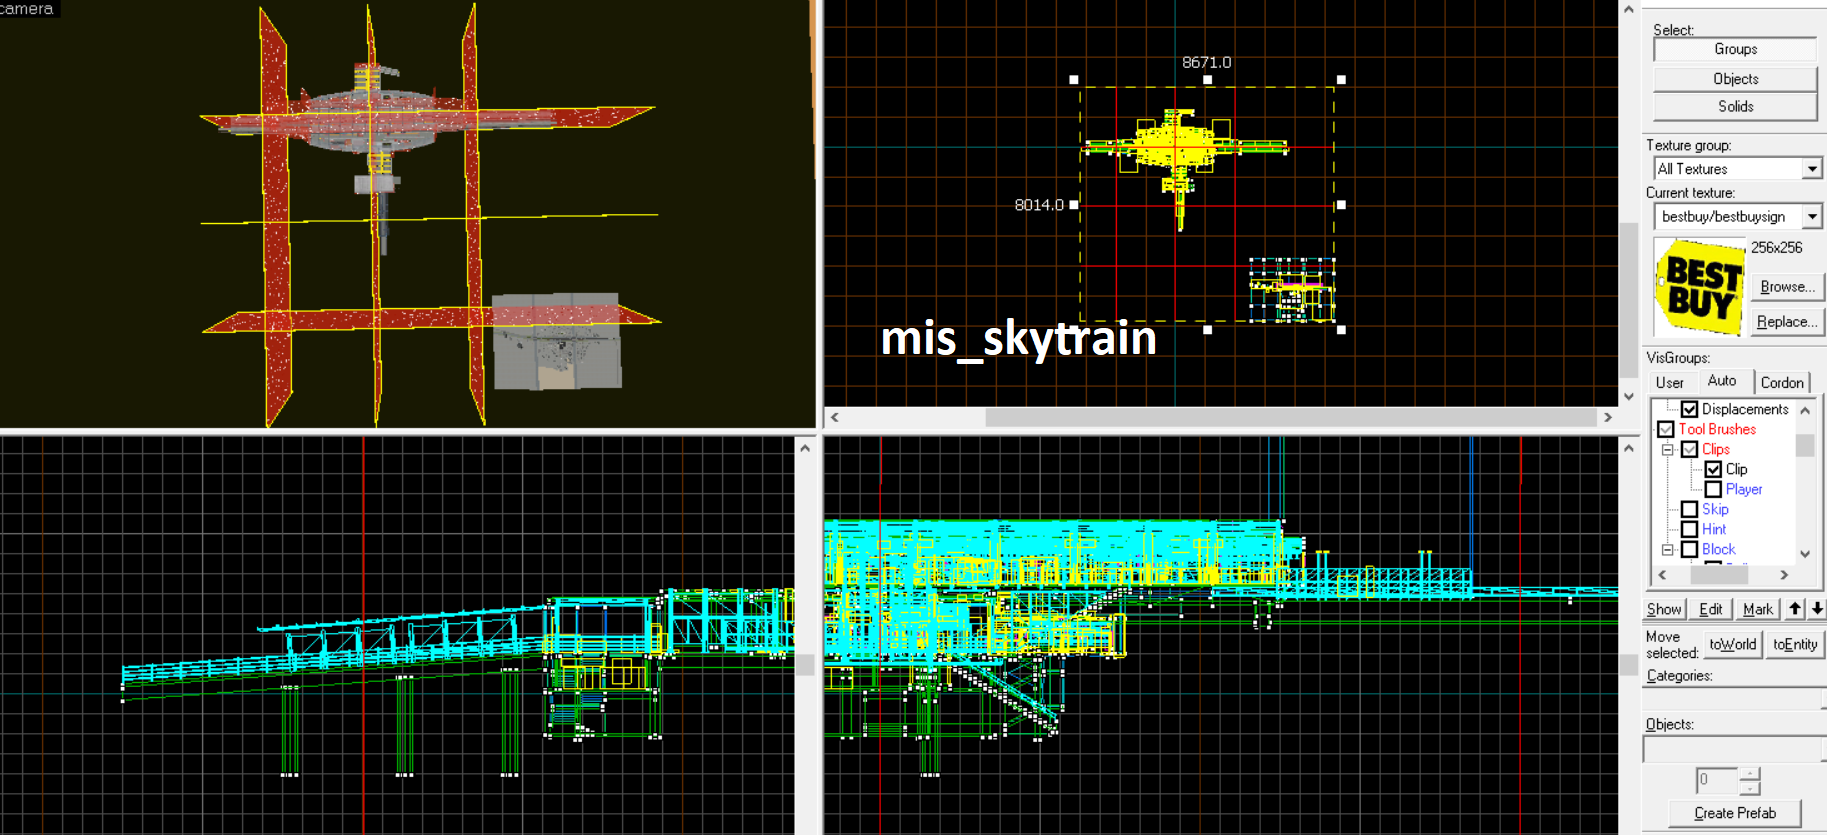 camera
8671.0
8014.0
mis_skytrain
Select:
Groups
Objects
Solids
Texture group:
All Textures
Current texture:
bestbuy/bestbuysign
256x256
BEST
BUY
Browse...
Replace...
VisGroups:
User
Auto
Cordon
Displacements
Tool Brushes
Clips
Clip
Player
Skip
Hint
Block
Show
Edit
Mark
Move
selected:
toWorld
toEntity
Categories:
Objects:
0
Create Prefab